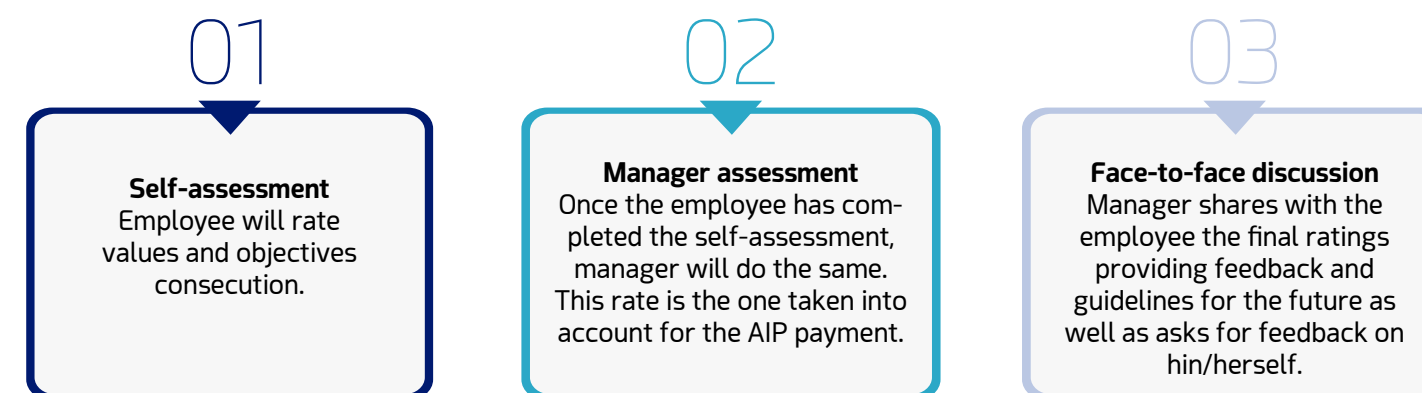 01
Self-assessment
Employee will rate
values and objectives
consecution.
02
Manager assessment
Once the employee has com-
pleted the self-assessment,
manager will do the same.
This rate is the one taken into
account for the AIP payment.
03
Face-to-face discussion
Manager shares with the
employee the final ratings
providing feedback and
guidelines for the future as
well as asks for feedback on
hin/herself.